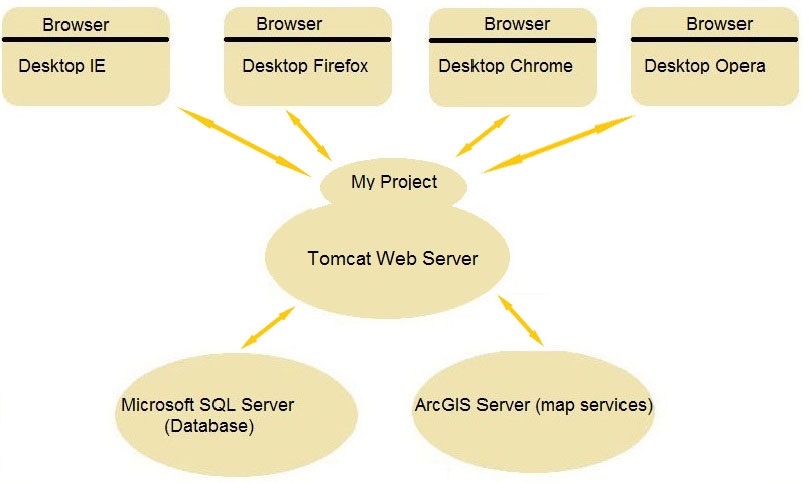 Browser
Desktop IE
Browser
Desktop Firefox
Browser
Desktop Chrome
Browser
Desktop Opera
My Project
Tomcat Web Server
Microsoft SQL Server
(Database)
ArcGIS Server (map services)